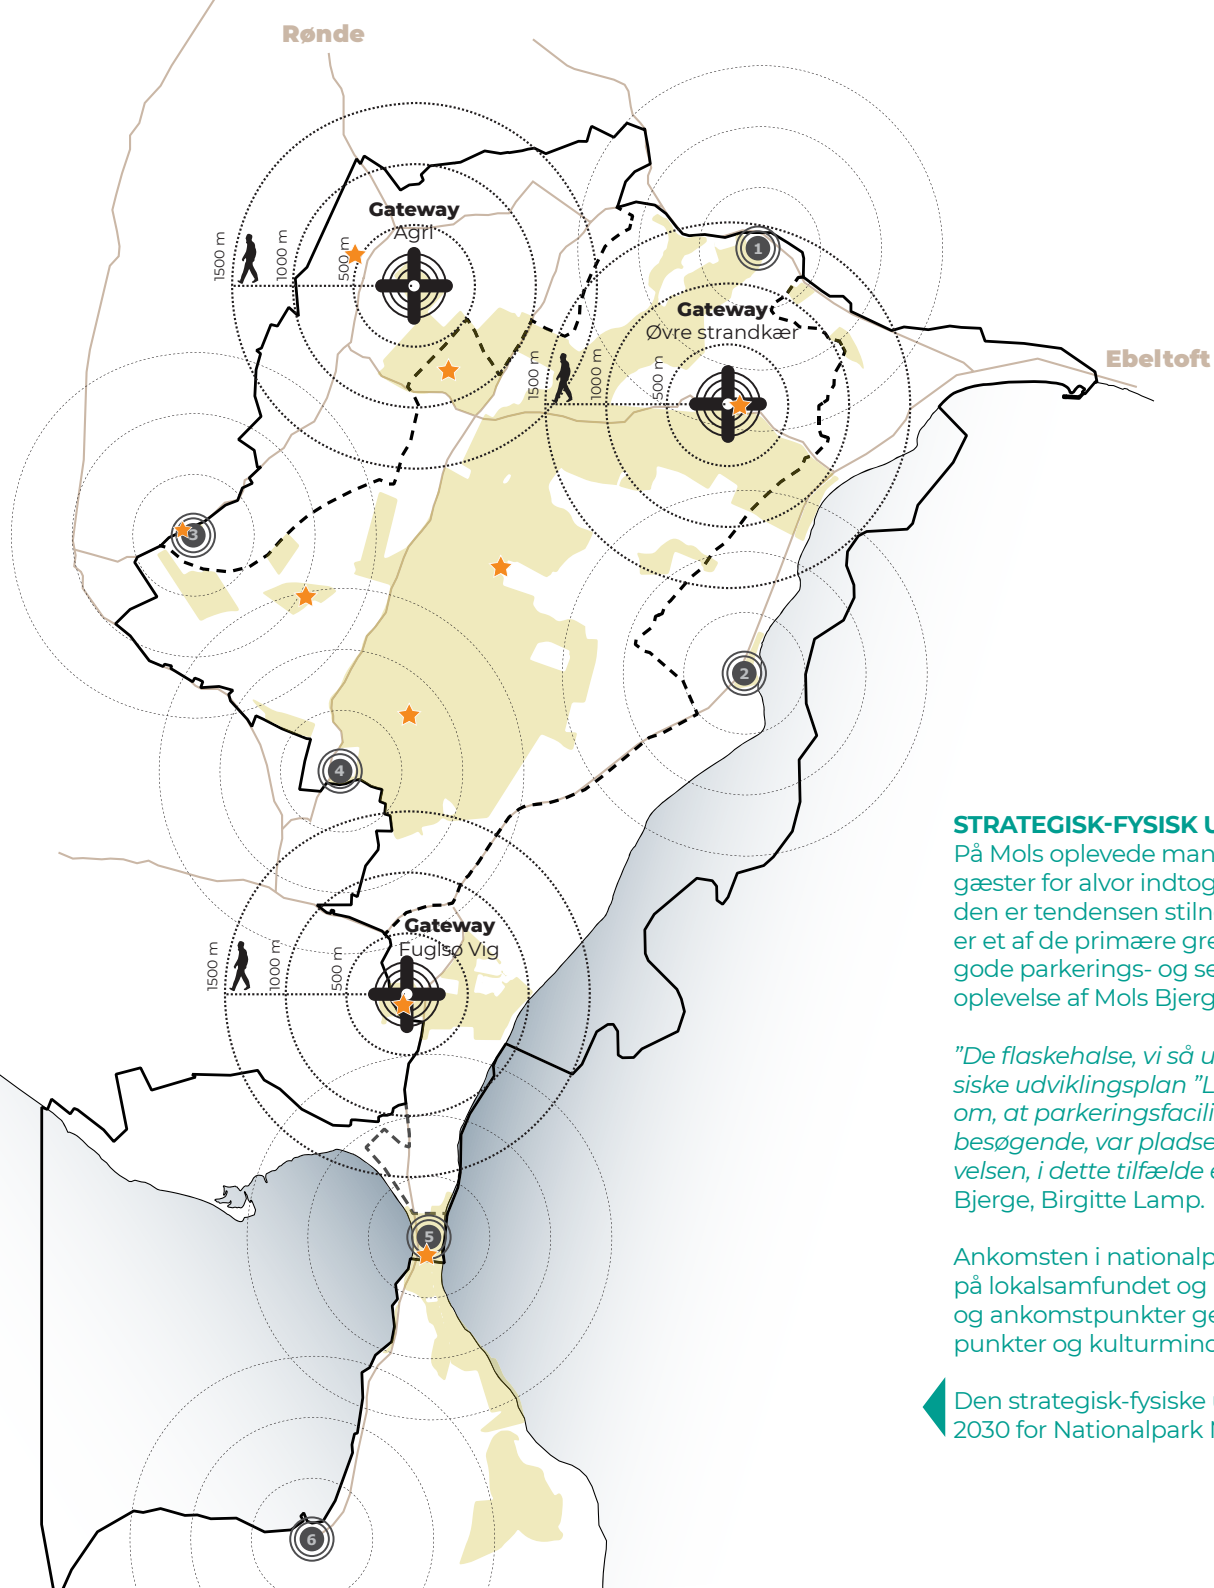 Rønde
Gateway
Agri
1500 m
1000 m
500 m
1
Gateway
Øvre strandkær
1500 m
1000 m
500 m
Ebeltoft
3
2
4
Gateway
Fuglsø Vig
1500 m
1000 m
500 m
5
6
STRATEGISK-FYSISK
På Mols oplevede man
gæster for alvor indtog
den er tendensen stiln
er et af de primære gre
gode parkerings- og se
oplevelse af Mols Bjerg
”De flaskehalse, vi så u
siske udviklingsplan ”L
om, at parkeringsfacili
besøgende, var pladse
velsen, i dette tilfælde e
Bjerge, Birgitte Lamp.
Ankomsten i nationalp
på lokalsamfundet og
og ankomstpunkter ge
punkter og kulturmind
Den strategisk-fysiske
2030 for Nationalpark